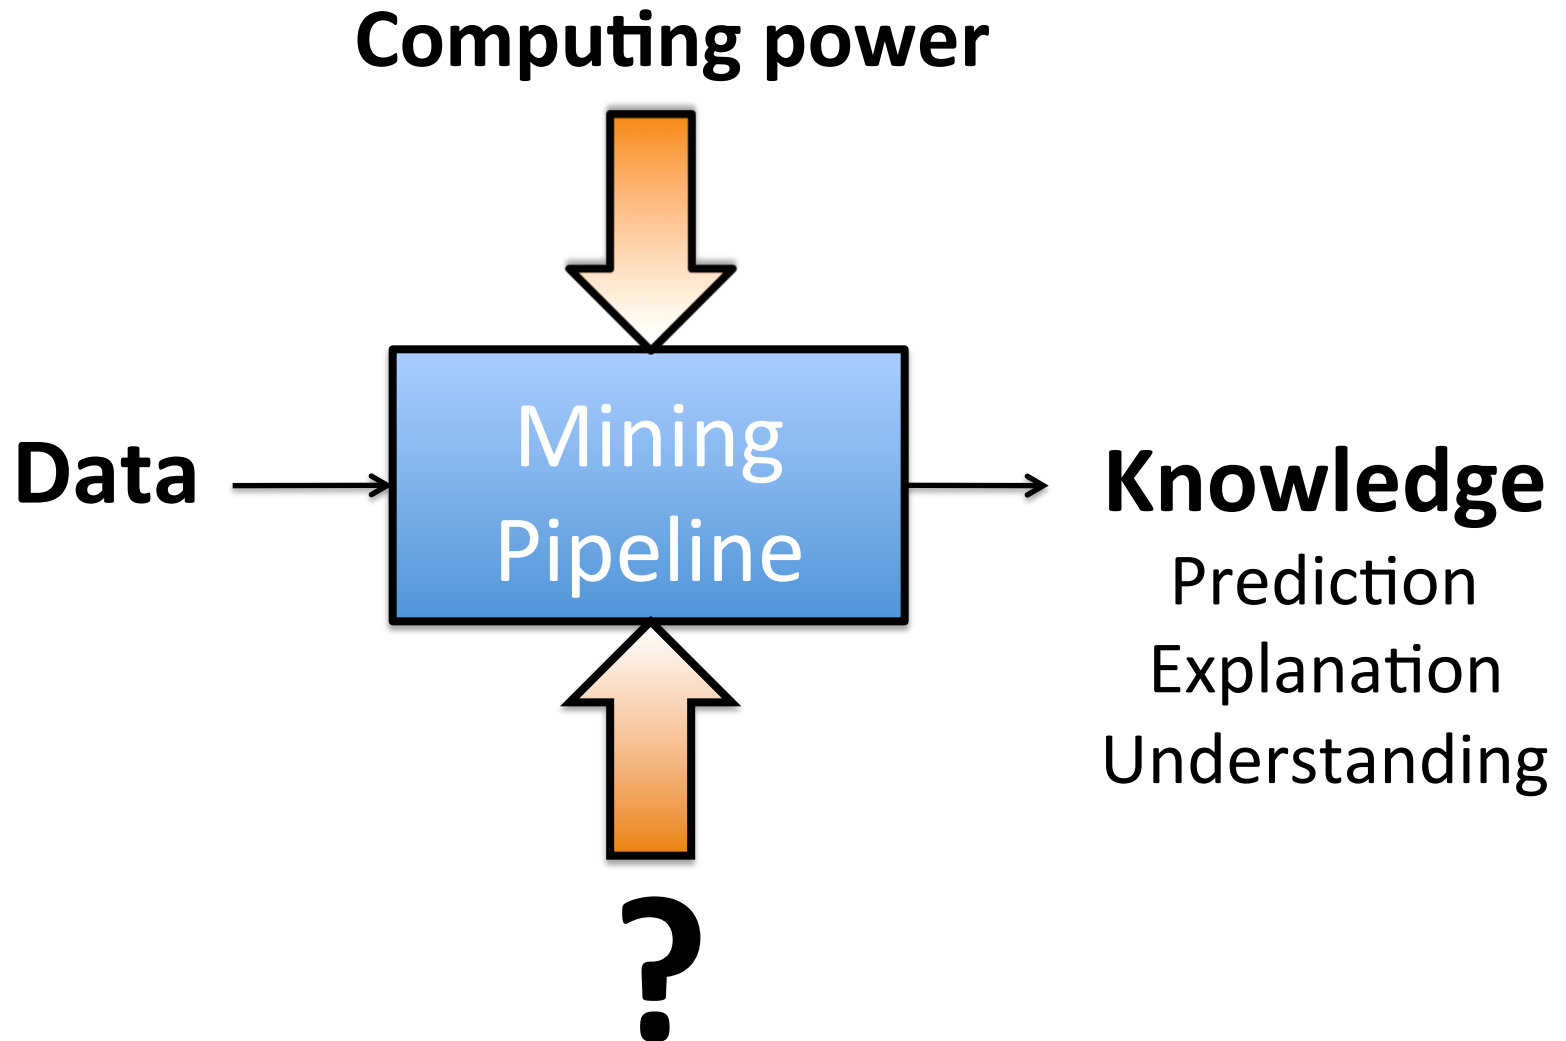 Computing power
Data
Mining
Pipeline
Knowledge
Prediction
Explanation
Understanding
?